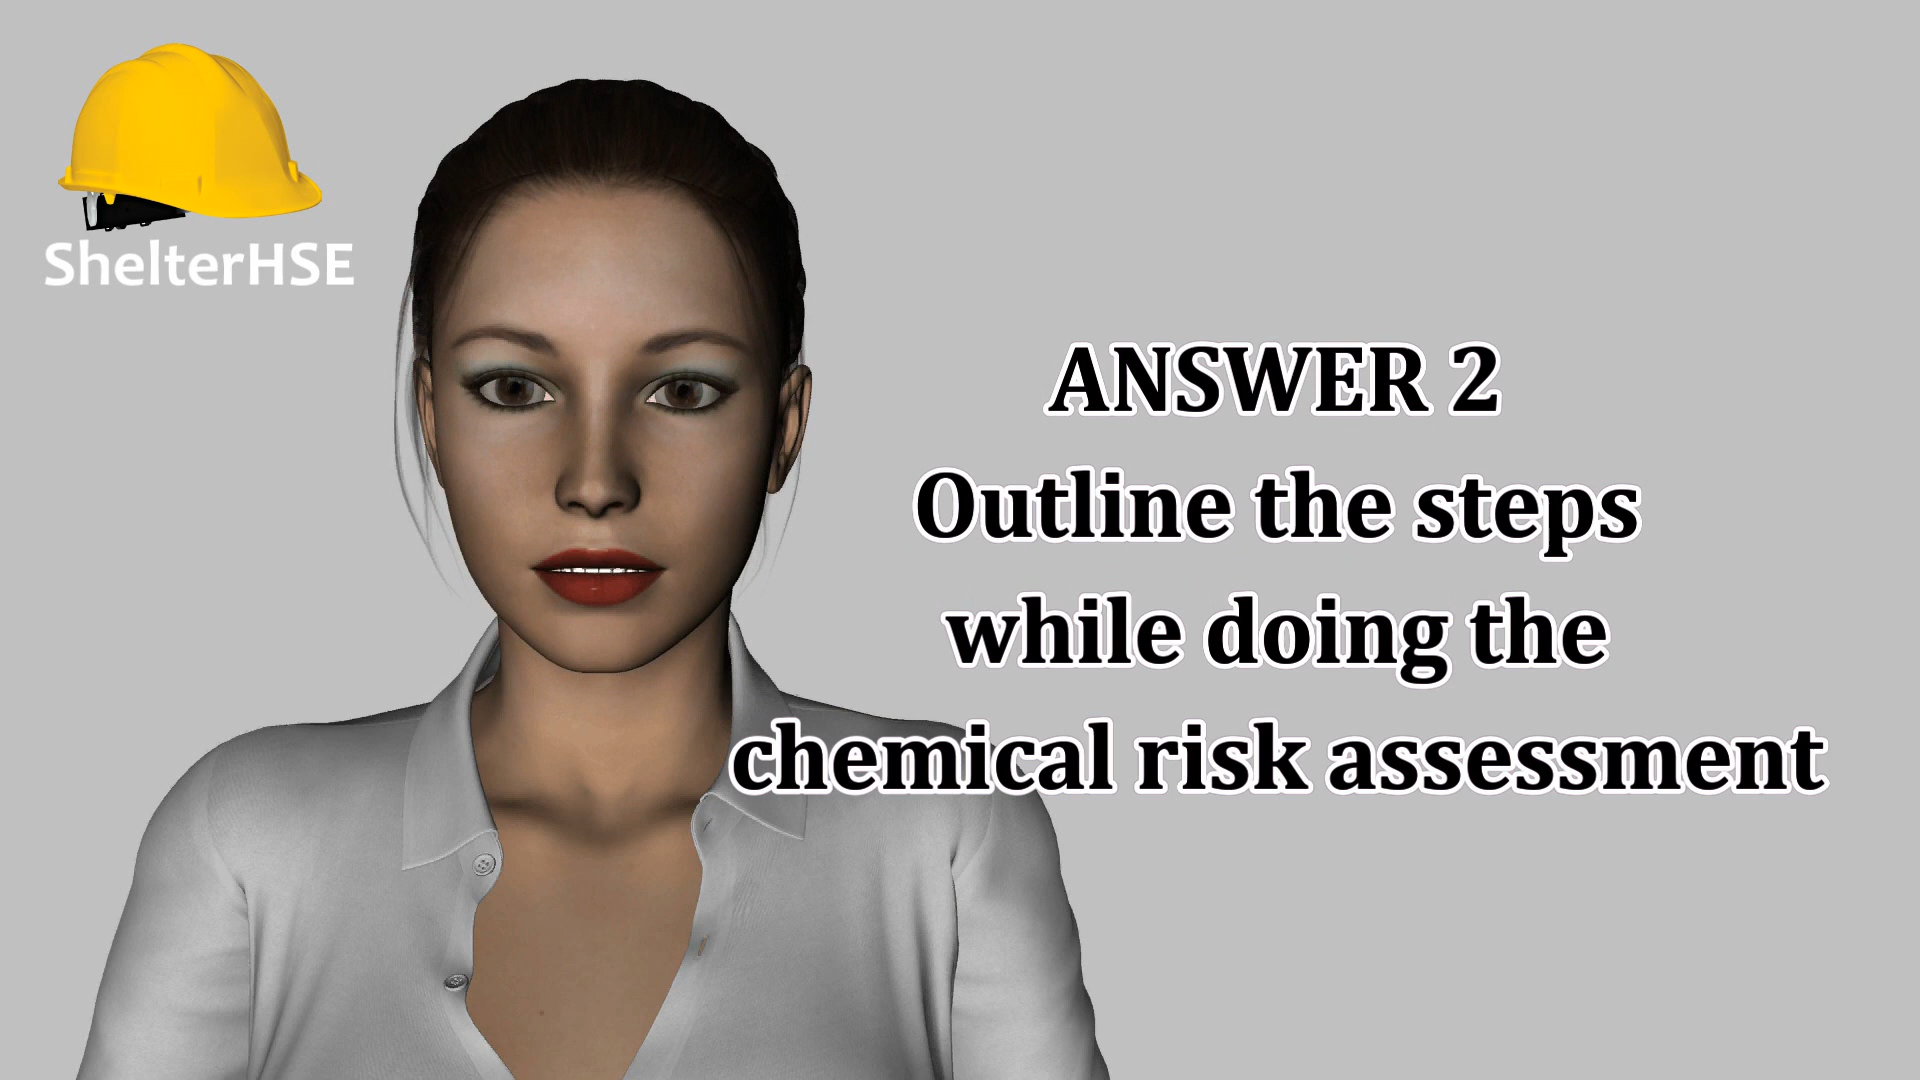 ShelterHSE
ANSWER 2
Outline the steps
while doing the
chemical risk assessment